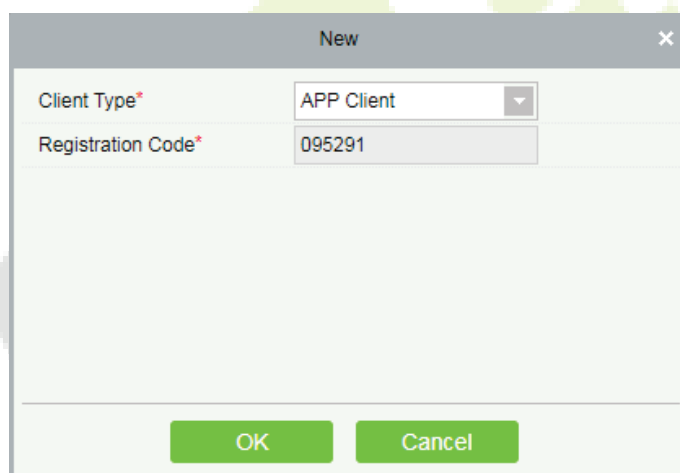 New
Client Type* APP Client
Registration Code* 095291
OK Cancel